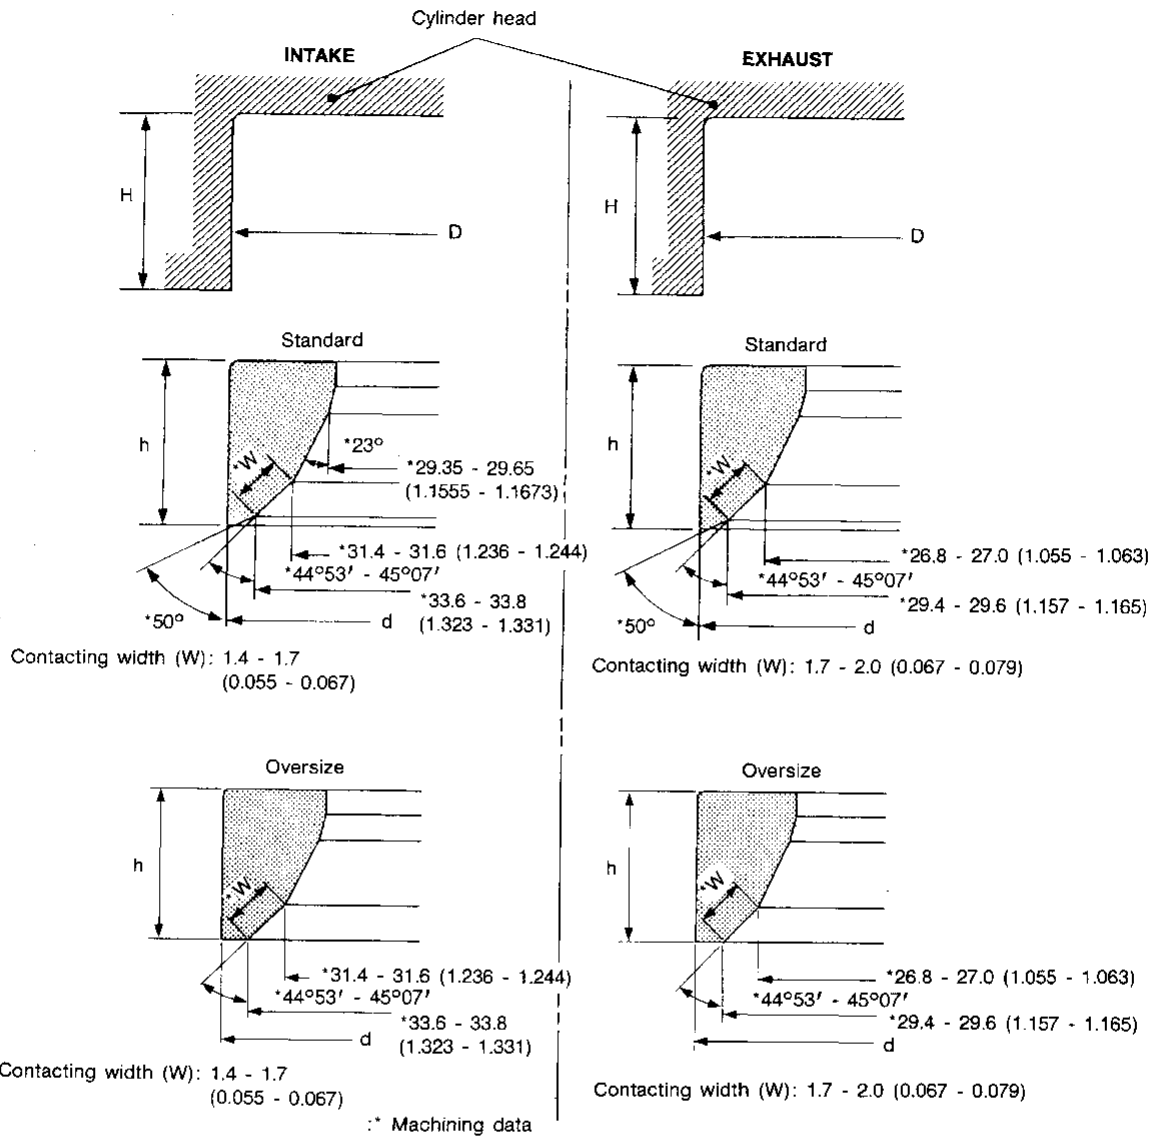 Cylinder head
INTAKE
EXHAUST
H
D
H
D
Standard
h
*W
*23°
*29.35 - 29.65
(1.1555 - 1.1673)
*31.4 - 31.6 (1.236 - 1.244)
*44°53′ - 45°07′
*33.6 - 33.8
(1.323 - 1.331)
*50°
d
Contacting width (W): 1.4 - 1.7
(0.055 - 0.067)
Standard
h
*W
*26.8 - 27.0 (1.055 - 1.063)
*44°53′ - 45°07′
*29.4 - 29.6 (1.157 - 1.165)
*50°
d
Contacting width (W): 1.7 - 2.0 (0.067 - 0.079)
Oversize
h
*W
*31.4 - 31.6 (1.236 - 1.244)
*44°53′ - 45°07′
*33.6 - 33.8
(1.323 - 1.331)
d
Contacting width (W): 1.4 - 1.7
(0.055 - 0.067)
Oversize
h
*W
*26.8 - 27.0 (1.055 - 1.063)
*44°53′ - 45°07′
*29.4 - 29.6 (1.157 - 1.165)
d
Contacting width (W): 1.7 - 2.0 (0.067 - 0.079)
:* Machining data